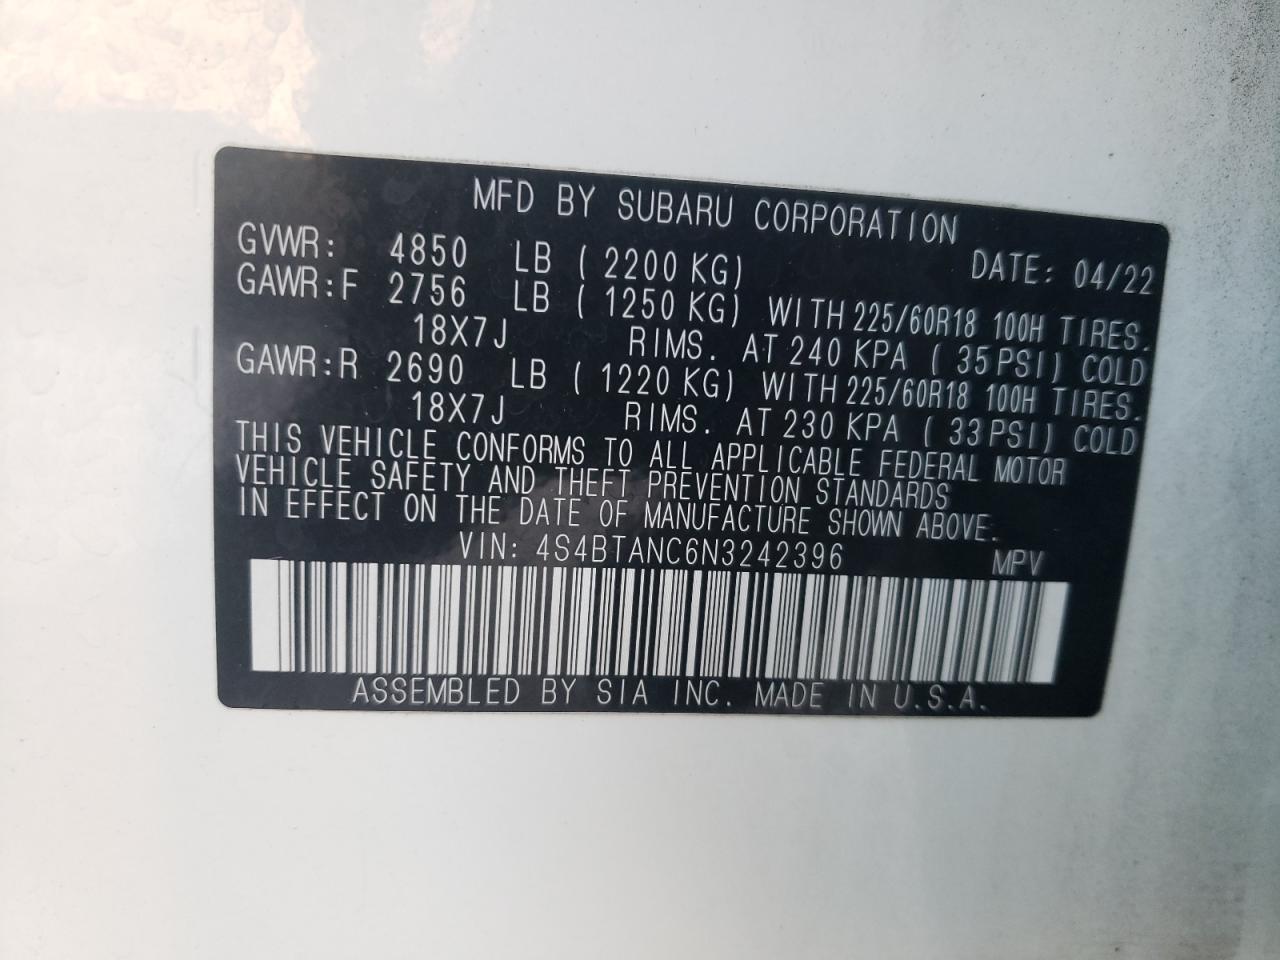 MFD BY SUBARU CORPORATION
GVWR: 4850 LB ( 2200 KG) DATE: 04/22
GAWR:F 2756 LB ( 1250 KG) WITH 225/60R18 100H TIRES.
18X7J RIMS. AT 240 KPA ( 35 PSI) COLD
GAWR:R 2690 LB ( 1220 KG) WITH 225/60R18 100H TIRES.
18X7J RIMS. AT 230 KPA ( 33 PSI) COLD
THIS VEHICLE CONFORMS TO ALL APPLICABLE FEDERAL MOTOR
VEHICLE SAFETY AND THEFT PREVENTION STANDARDS
IN EFFECT ON THE DATE OF MANUFACTURE SHOWN ABOVE.
VIN: 4S4BTANC6N3242396 MPV
ASSEMBLED BY SIA INC. MADE IN U.S.A.